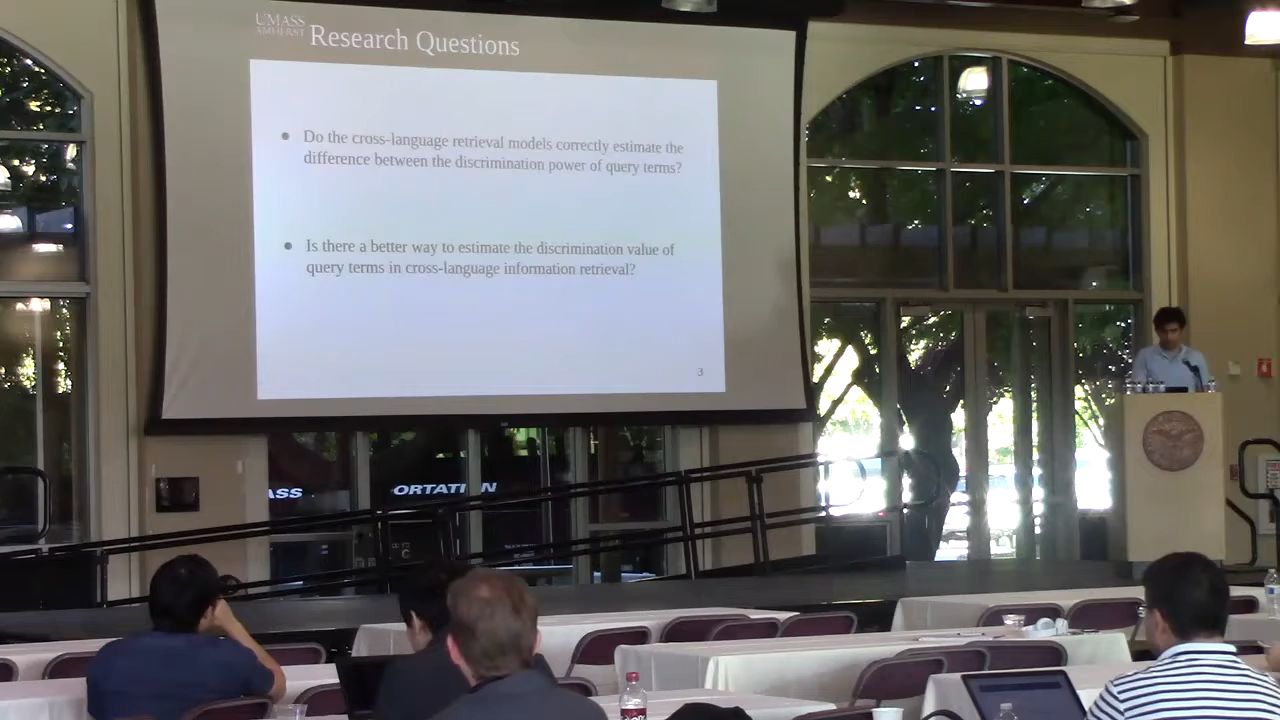 UMASS
AMHERST
Research Questions
• Do the cross-language retrieval models correctly estimate the
difference between the discrimination power of query terms?
• Is there a better way to estimate the discrimination value of
query terms in cross-language information retrieval?
3
ASS
ORTATION